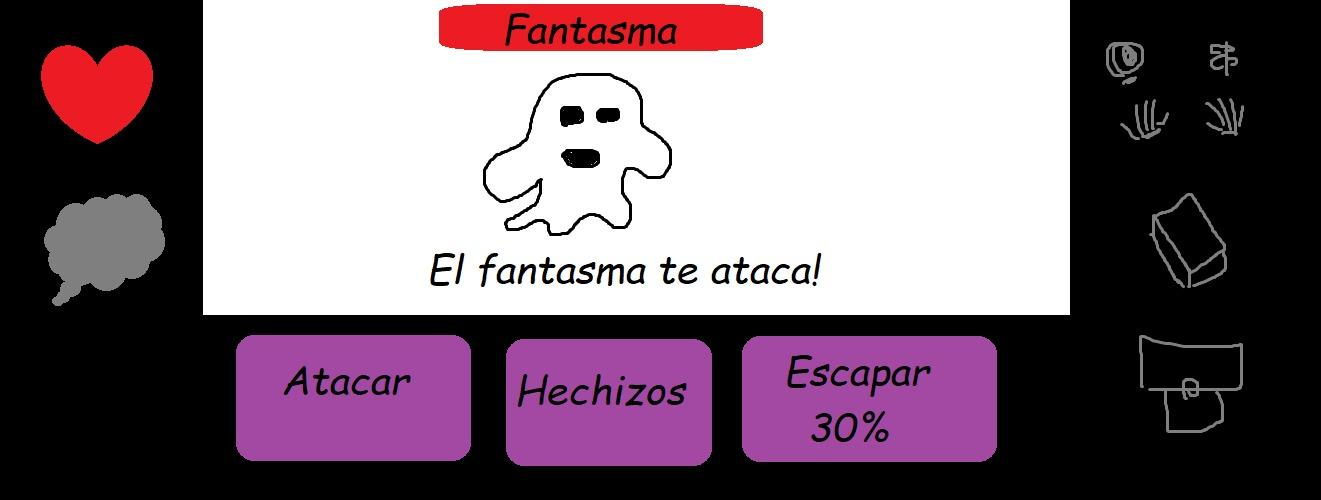 Fantasma
El fantasma te ataca!
Atacar
Hechizos
Escapar
30%